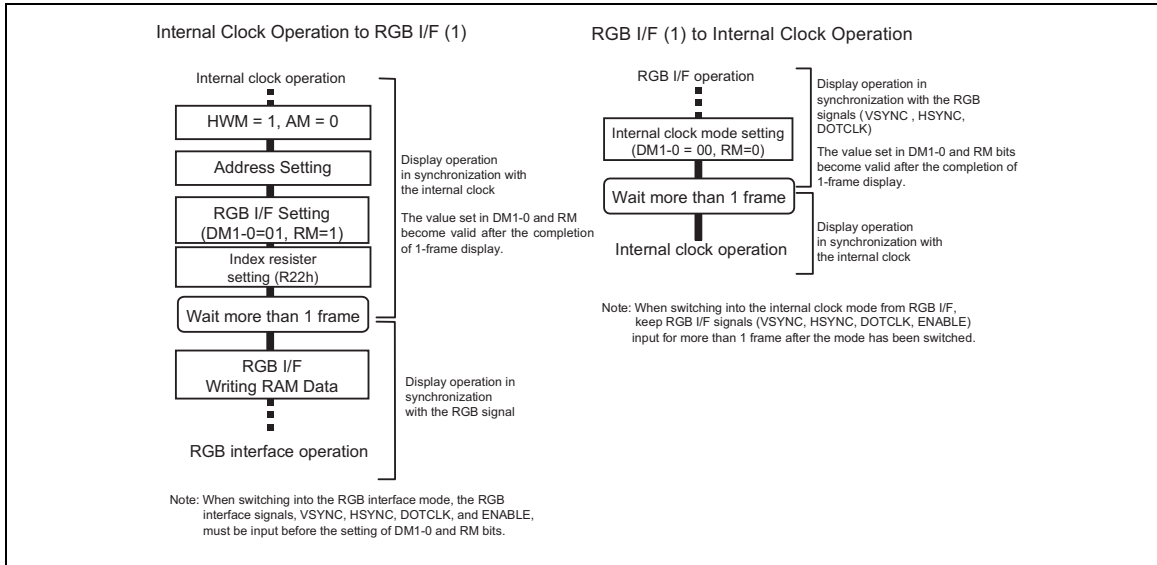 Internal Clock Operation to RGB I/F (1)
Internal clock operation
HWM = 1, AM = 0
Address Setting
RGB I/F Setting
(DM1-0=01, RM=1)
Index resister
setting (R22h)
Wait more than 1 frame
RGB I/F
Writing RAM Data
RGB interface operation
Display operation
in synchronization with
the internal clock
The value set in DM1-0 and RM
become valid after the completion
of 1-frame display.
Display operation in
synchronization
with the RGB signal
Note: When switching into the RGB interface mode, the RGB
interface signals, VSYNC, HSYNC, DOTCLK, and ENABLE,
must be input before the setting of DM1-0 and RM bits.
RGB I/F (1) to Internal Clock Operation
RGB I/F operation
Internal clock mode setting
(DM1-0 = 00, RM=0)
Wait more than 1 frame
Internal clock operation
Display operation in
synchronization with the RGB
signals (VSYNC , HSYNC,
DOTCLK)
The value set in DM1-0 and RM bits
become valid after the completion of
1-frame display.
Display operation
in synchronization with
the internal clock
Note: When switching into the internal clock mode from RGB I/F,
keep RGB I/F signals (VSYNC, HSYNC, DOTCLK, ENABLE)
input for more than 1 frame after the mode has been switched.